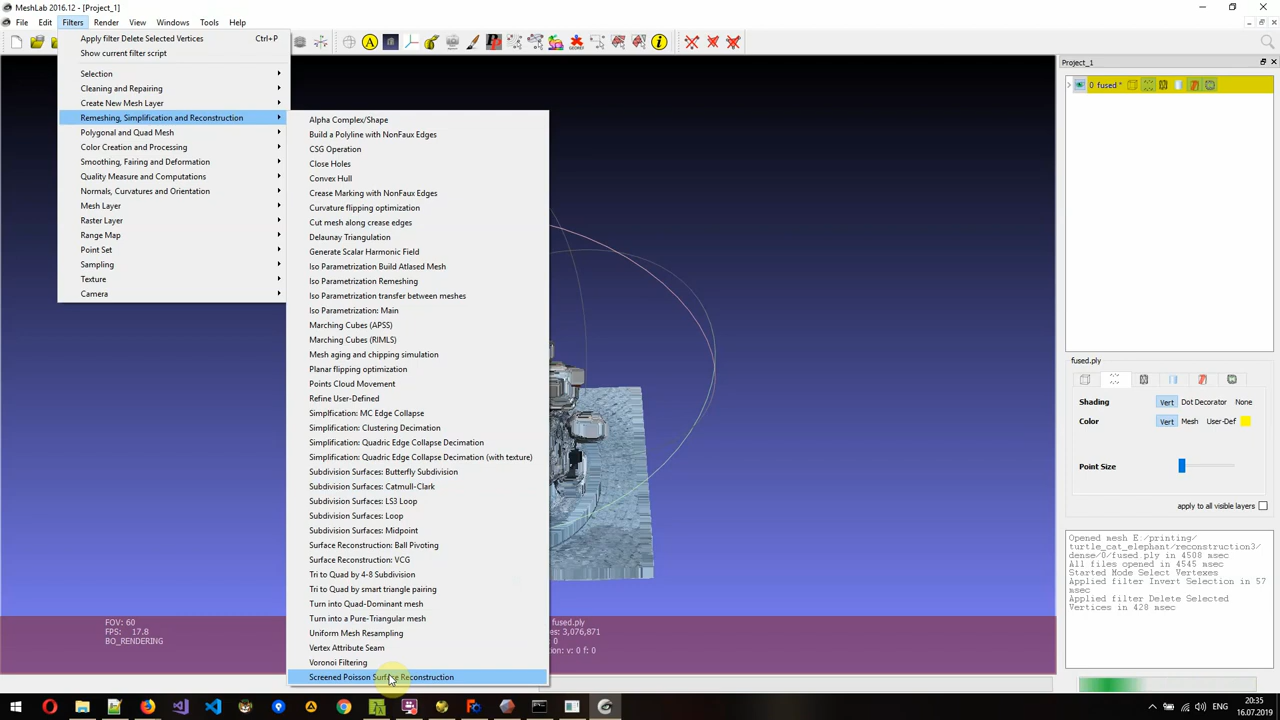 MeshLab 2016.12 - [Project_1]
File Edit Filters Render View Windows Tools Help
Apply filter Delete Selected Vertices Ctrl+P
Show current filter script
Selection
Cleaning and Repairing
Create New Mesh Layer
Remeshing, Simplification and Reconstruction
Polygonal and Quad Mesh
Color Creation and Processing
Smoothing, Fairing and Deformation
Quality Measure and Computations
Normals, Curvatures and Orientation
Mesh Layer
Raster Layer
Range Map
Point Set
Sampling
Texture
Camera
Alpha Complex/Shape
Build a Polyline with NonFaux Edges
CSG Operation
Close Holes
Convex Hull
Crease Marking with NonFaux Edges
Curvature flipping optimization
Cut mesh along crease edges
Delaunay Triangulation
Generate Scalar Harmonic Field
Iso Parametrization Build Atlased Mesh
Iso Parametrization Remeshing
Iso Parametrization transfer between meshes
Iso Parametrization: Main
Marching Cubes (APSS)
Marching Cubes (RIMLS)
Mesh aging and chipping simulation
Planar flipping optimization
Points Cloud Movement
Refine User-Defined
Simplfication: MC Edge Collapse
Simplification: Clustering Decimation
Simplification: Quadric Edge Collapse Decimation
Simplification: Quadric Edge Collapse Decimation (with texture)
Subdivision Surfaces: Butterfly Subdivision
Subdivision Surfaces: Catmull-Clark
Subdivision Surfaces: LS3 Loop
Subdivision Surfaces: Loop
Subdivision Surfaces: Midpoint
Surface Reconstruction: Ball Pivoting
Surface Reconstruction: VCG
Tri to Quad by 4-8 Subdivision
Tri to Quad by smart triangle pairing
Turn into Quad-Dominant mesh
Turn into a Pure-Triangular mesh
Uniform Mesh Resampling
Vertex Attribute Seam
Voronoi Filtering
Screened Poisson Surface Reconstruction
FOV: 60
FPS: 17.8
BO_RENDERING
fused.ply
3,076,871
0
v: 0 f: 0
Project_1
0 fused *
fused.ply
Shading Vert Dot Decorator None
Color Vert Mesh User-Def
Point Size
apply to all visible layers
Opened mesh E:/printing/
turtle_cat_elephant/reconstruction3/
dense/0/fused.ply in 4508 msec
All files opened in 4545 msec
Started Mode Select Vertexes
Applied filter Invert Selection in 57
msec
Applied filter Delete Selected
Vertices in 428 msec
ENG
20:35
16.07.2019